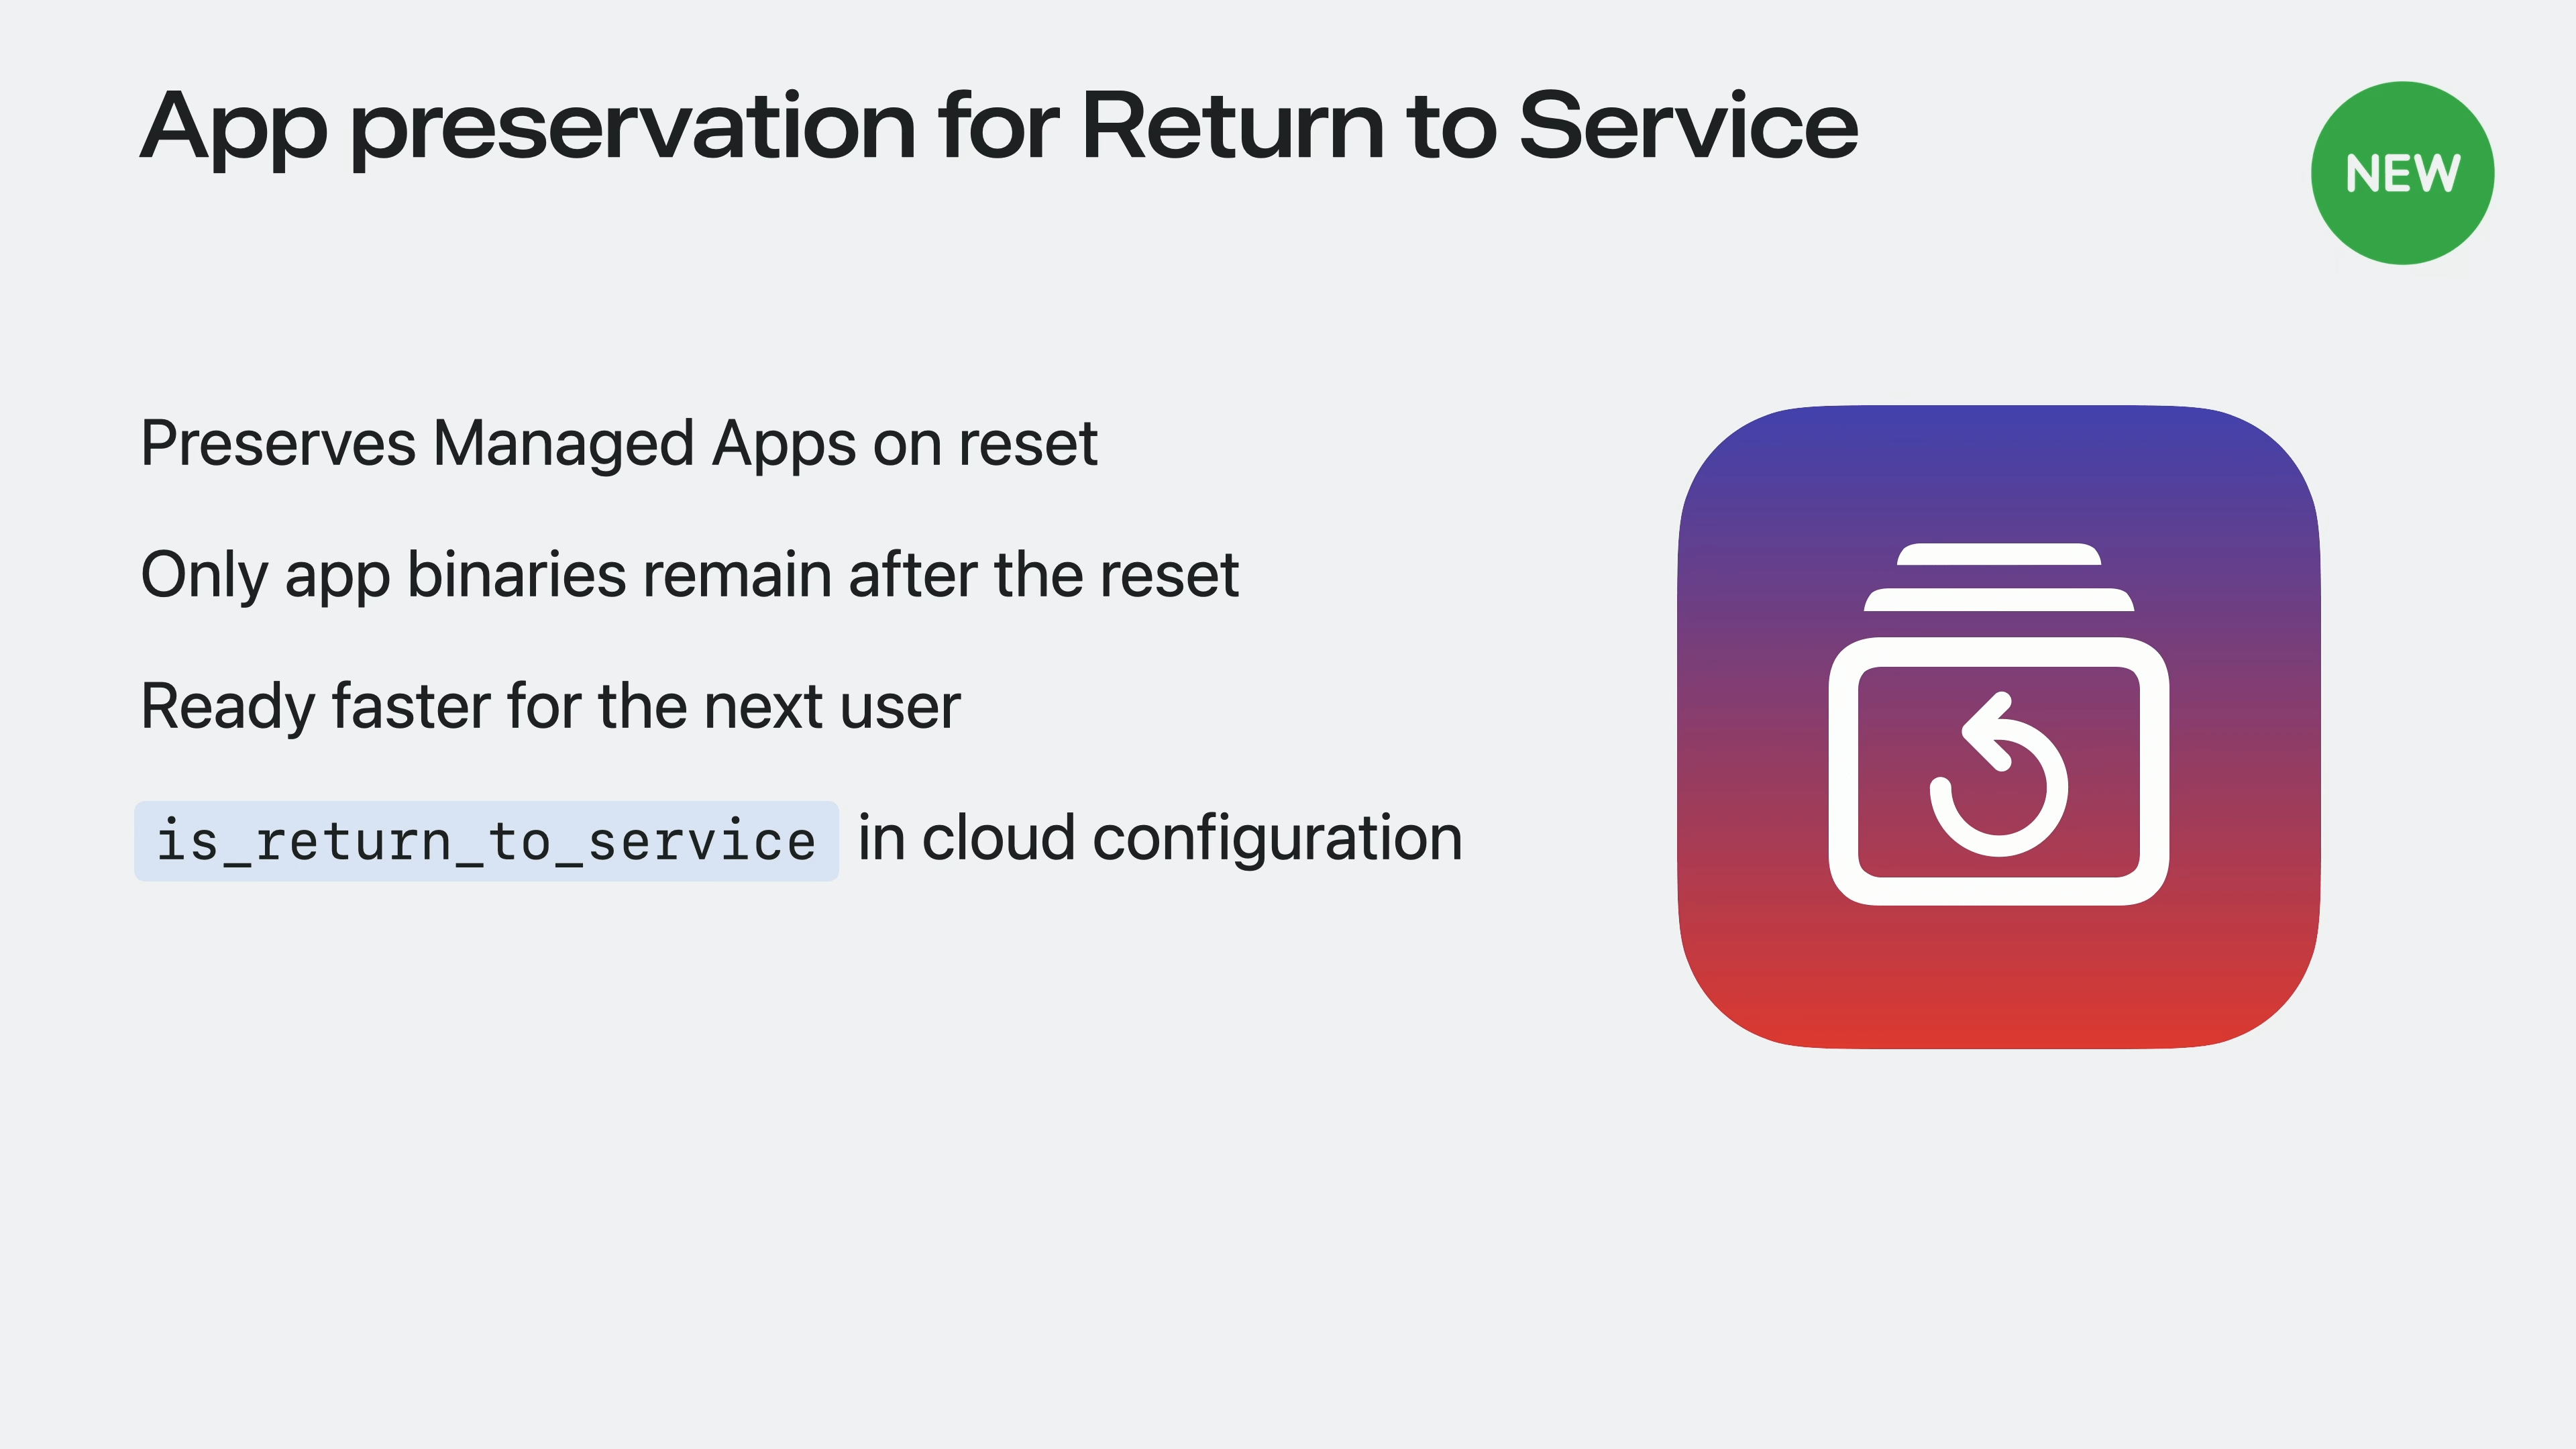 App preservation for Return to Service
NEW
Preserves Managed Apps on reset
Only app binaries remain after the reset
Ready faster for the next user
is_return_to_service in cloud configuration